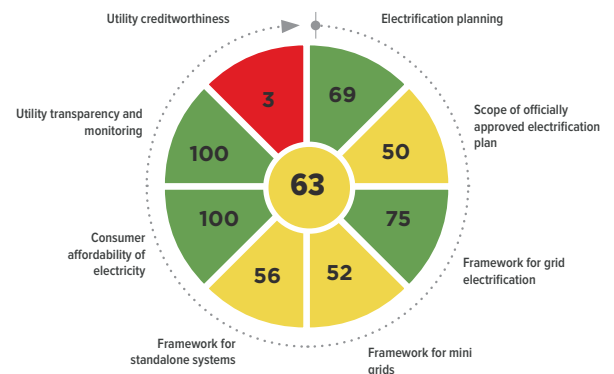 Utility creditworthiness
Electrification planning
3
69
Scope of officially
approved electrification
plan
Utility transparency and
monitoring
100
50
63
100
75
Consumer
affordability of
electricity
Framework for grid
electrification
56
52
Framework for
standalone systems
Framework for mini
grids